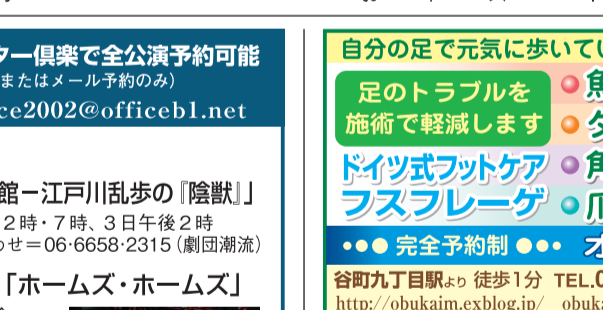 ター倶楽で全公演予約可能
またはメール予約のみ）
ce2002@officeb1.net
館－江戸川乱歩の『陰獣』」
２時・７時、３日午後２時
わせ＝06・6658・2315（劇団潮流）
「ホームズ・ホームズ」
自分の足で元気に歩いてい
足のトラブルを
施術で軽減します
ドイツ式フットケア
フスフレーゲ
完全予約制
谷町九丁目駅より 徒歩1分 TEL.0
http://obukaim.exblog.jp/ obuka